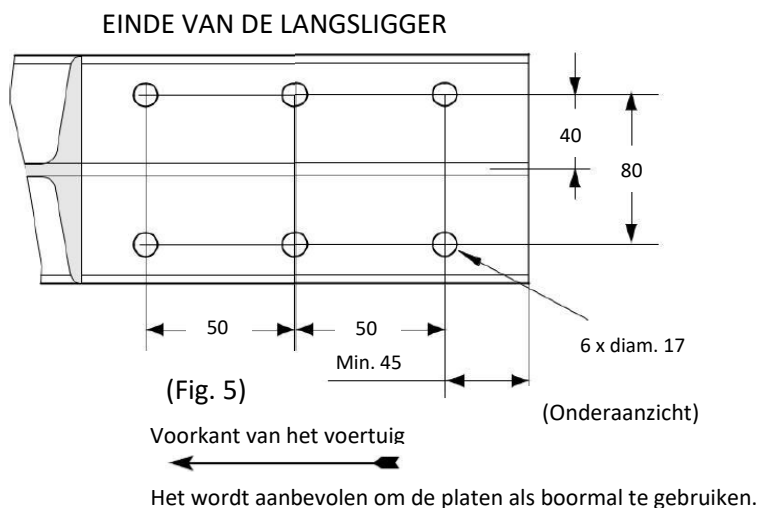 EINDE VAN DE LANGSLIGGER
40
80
50
50
6 x diam. 17
Min. 45
(Fig. 5)
(Onderaanzicht)
Voorkant van het voertuig
Het wordt aanbevolen om de platen als boormal te gebruiken.